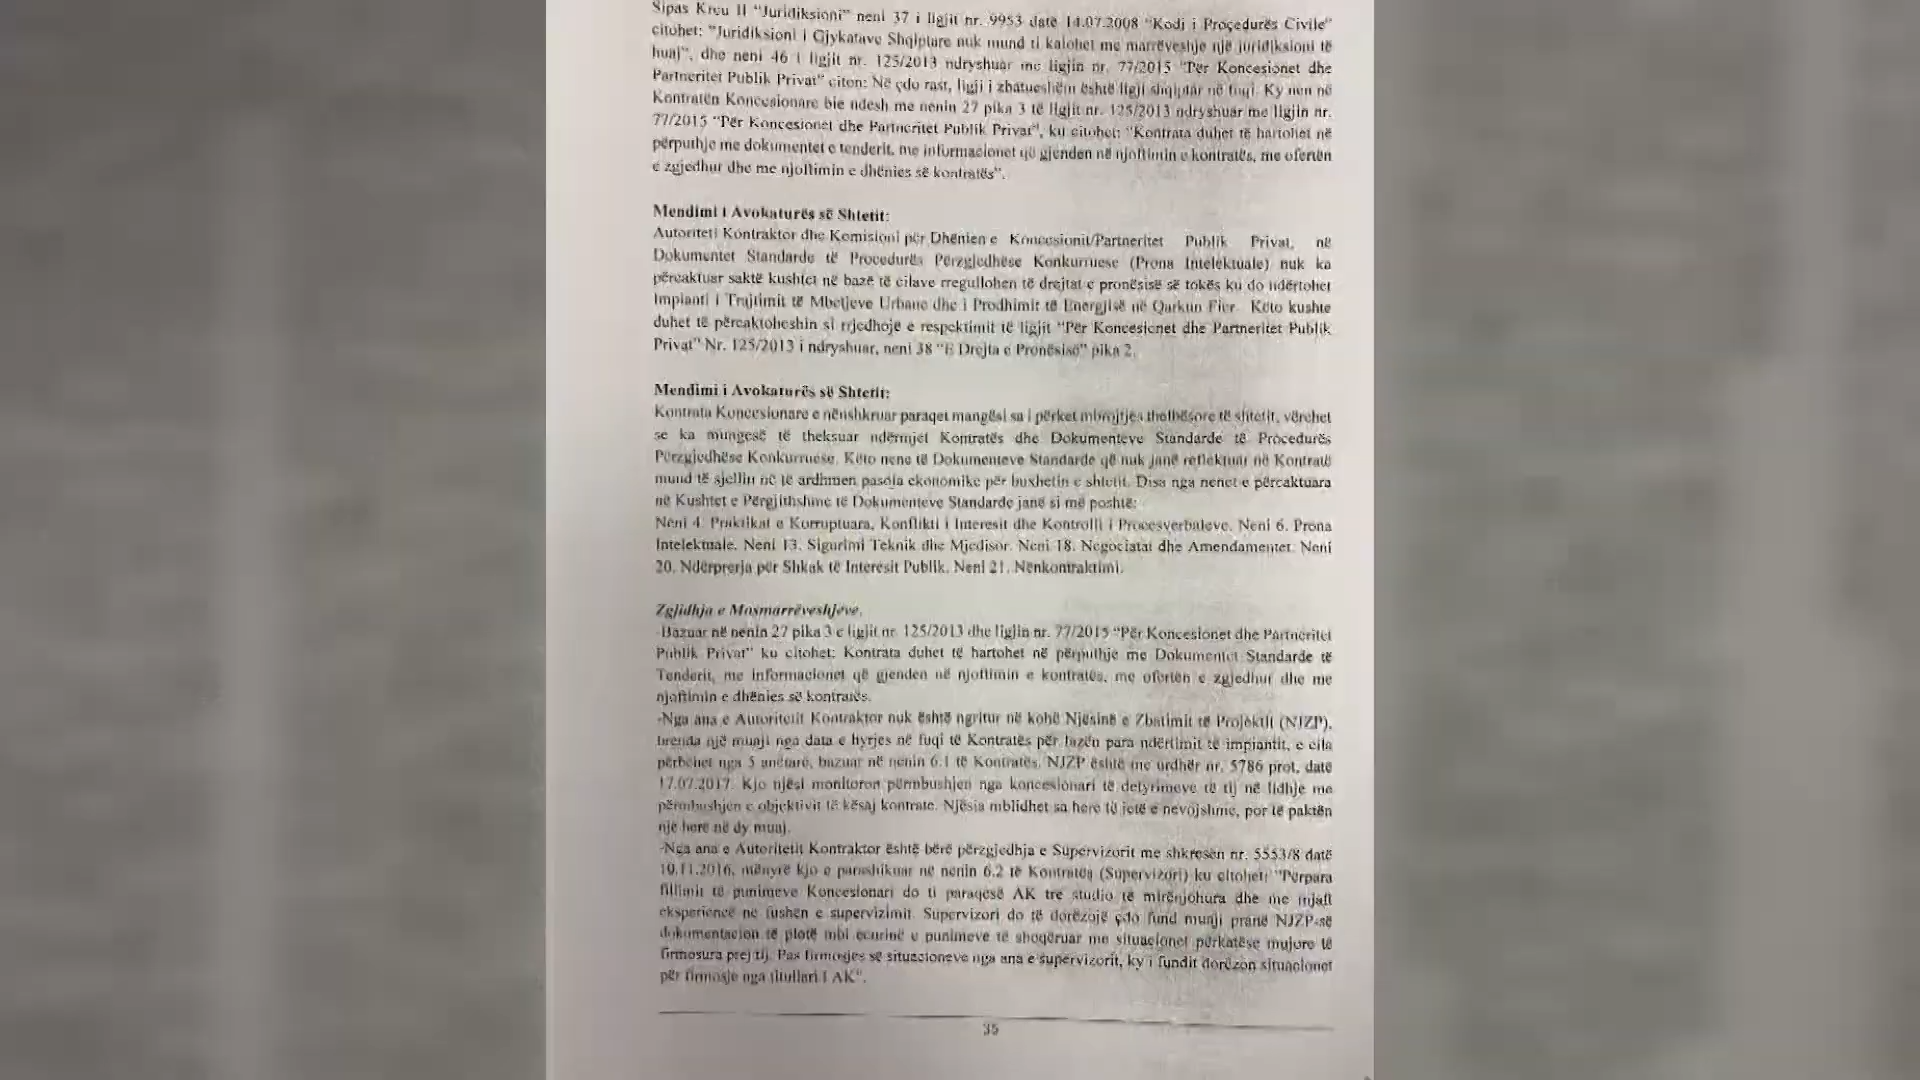 Sipas Kreu II "Juridiksioni" neni 37 i ligjit nr. 9953 datë 14.07.2008 "Kodi i Proçedurës Civile"
citohet: "Juridiksioni i Gjykatave Shqiptare nuk mund ti kalohet me marrëveshje një juridiksioni të
huaj", dhe neni 46 i ligjit nr. 125/2013 ndryshuar me ligjin nr. 77/2015 "Për Koncesionet dhe
Partneritet Publik Privat" citon: Në çdo rast, ligji i zbatueshëm është ligji shqiptar në fuqi. Ky nen në
Kontratën Koncesionare bie ndesh me nenin 27 pika 3 të ligjit nr. 125/2013 ndryshuar me ligjin nr.
77/2015 "Për Koncesionet dhe Partneritet Publik Privat", ku citohet: "Kontrata duhet të hartohet në
përputhje me dokumentet e tenderit, me informacionet që gjenden në njoftimin e kontratës, me ofertën
e zgjedhur dhe me njoftimin e dhënies së kontratës".
Mendimi i Avokaturës së Shtetit:
Autoriteti Kontraktor dhe Komisioni për Dhënien e Koncesionit/Partneritet Publik Privat, në
Dokumentet Standarde të Procedurës Përzgjedhëse Konkurruese (Prona Intelektuale) nuk ka
përcaktuar saktë kushtet në bazë të cilave rregullohen të drejtat e pronësisë së tokës ku do ndërtohet
Impianti i Trajtimit të Mbetjeve Urbane dhe i Prodhimit të Energjisë në Qarkun Fier. Këto kushte
duhet të përcaktoheshin si rrjedhojë e respektimit të ligjit "Për Koncesionet dhe Partneritet Publik
Privat" Nr. 125/2013 i ndryshuar, neni 38 "E Drejta e Pronësisë" pika 2.
Mendimi i Avokaturës së Shtetit:
Kontrata Koncesionare e nënshkruar paraqet mangësi sa i përket mbrojtjes thelbësore të shtetit, vërehet
se ka mungesë të theksuar ndërmjet Kontratës dhe Dokumenteve Standarde të Procedurës
Përzgjedhëse Konkurruese. Këto nene të Dokumenteve Standarde që nuk janë reflektuar në Kontratë
mund të sjellin në të ardhmen pasoja ekonomike për buxhetin e shtetit. Disa nga nenet e përcaktuara
në Kushtet e Përgjithshme të Dokumenteve Standarde janë si më poshtë:
Neni 4. Praktikat e Korruptuara, Konflikti i Interesit dhe Kontrolli i Procesverbaleve. Neni 6. Prona
Intelektuale. Neni 13. Sigurimi Teknik dhe Mjedisor. Neni 18. Negociatat dhe Amendamentet. Neni
20. Ndërprerja për Shkak të Interesit Publik. Neni 21. Nënkontraktimi.
Zgjidhja e Mosmarrëveshjeve.
-Bazuar në nenin 27 pika 3 e ligjit nr. 125/2013 dhe ligjin nr. 77/2015 "Për Koncesionet dhe Partneritet
Publik Privat" ku citohet: Kontrata duhet të hartohet në përputhje me Dokumentet Standarde të
Tenderit, me informacionet që gjenden në njoftimin e kontratës, me ofertën e zgjedhur dhe me
njoftimin e dhënies së kontratës.
-Nga ana e Autoritetit Kontraktor nuk është ngritur në kohë Njësinë e Zbatimit të Projektit (NJZP),
brenda një muaji nga data e hyrjes në fuqi të Kontratës për fazën para ndërtimit të impiantit, e cila
përbëhet nga 5 anëtarë, bazuar në nenin 6.1 të Kontratës. NJZP është me urdhër nr. 5786 prot, datë
17.07.2017. Kjo njësi monitoron përmbushjen nga koncesionari të detyrimeve të tij në lidhje me
përmbushjen e objektivit të kësaj kontrate. Njësia mblidhet sa herë të jetë e nevojshme, por të paktën
një herë në dy muaj.
-Nga ana e Autoritetit Kontraktor është bërë përzgjedhja e Supervizorit me shkresën nr. 5553/8 datë
10.11.2016, mënyrë kjo e parashikuar në nenin 6.2 të Kontratës (Supervizori) ku citohet: "Përpara
fillimit të punimeve Koncesionari do ti paraqesë AK tre studio të mirënjohura dhe me mjaft
eksperiencë në fushën e supervizimit. Supervizori do të dorëzojë çdo fund muaji pranë NJZP-së
dokumentacion të plotë mbi ecurinë e punimeve të shoqëruar me situacionet përkatëse mujore të
firmosura prej tij. Pas firmosjes së situacioneve nga ana e supervizorit, ky i fundit dorëzon situacionet
për firmosje nga titullari i AK".
35